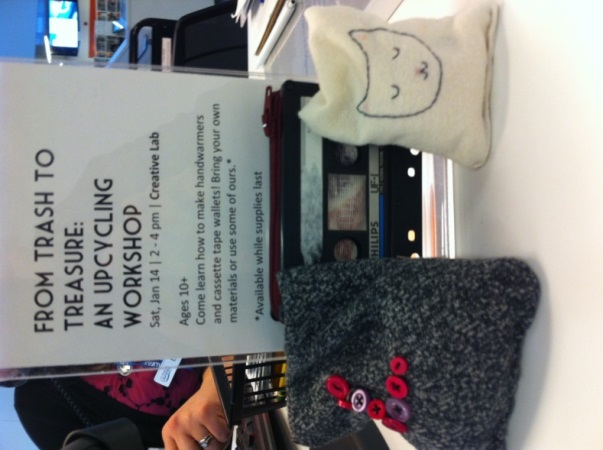 FROM TRASH TO
TREASURE:
AN UPCYCLING
WORKSHOP
Sat, Jan 14 | 2 - 4 pm | Creative Lab
Ages 10+
Come learn how to make handwarmers
and cassette tape wallets! Bring your own
materials or use some of ours.*
*Available while supplies last
PHILIPS UF-I